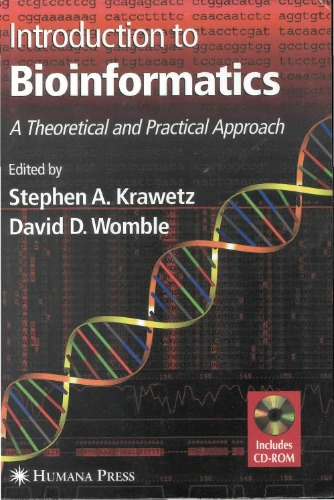 Introduction to
Bioinformatics
A Theoretical and Practical Approach
Edited by
Stephen A. Krawetz
David D. Womble
Includes
CD-ROM
HUMANA PRESS